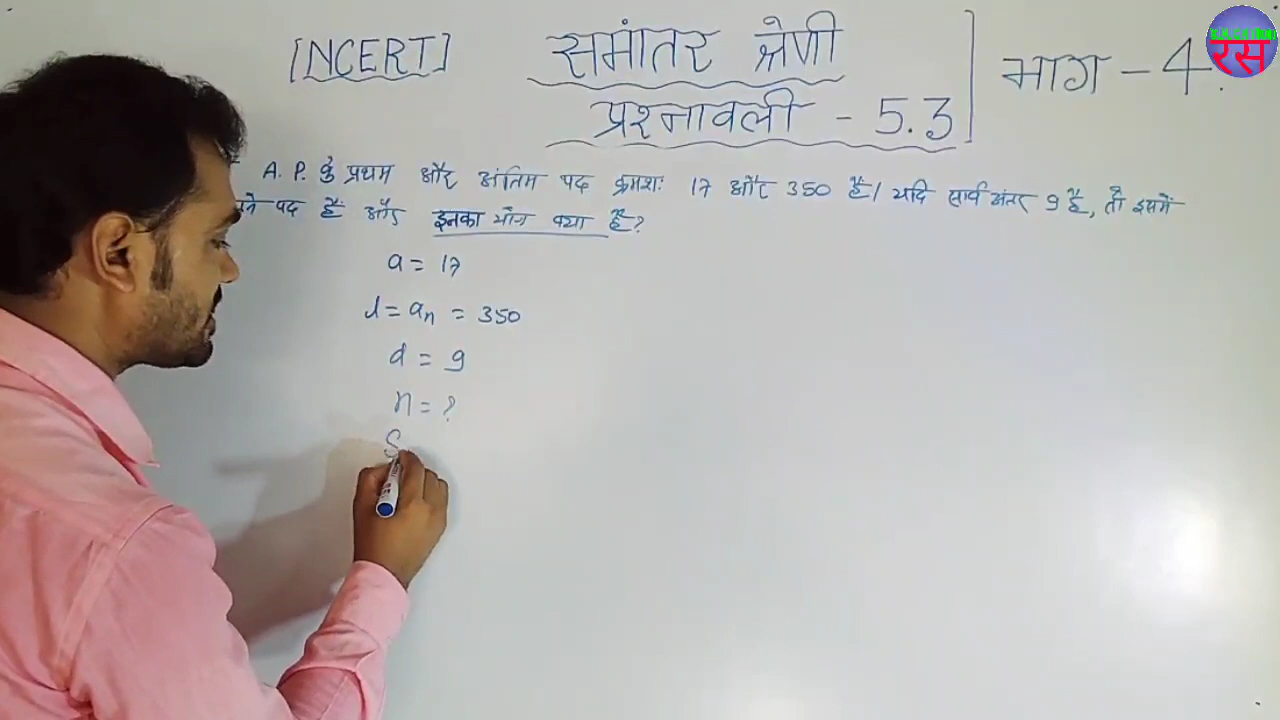 [NCERT] समांतर श्रेणी
प्रश्नावली - 5.3
भाग - 4
रस
A. P. के प्रथम और अंतिम पद क्रमशः 17 और 350 है। यदि सार्व अंतर 9 है, तो इसमें
पद है और इनका योग क्या है?
a = 17
l = aₙ = 350
d = 9
n = ?
S